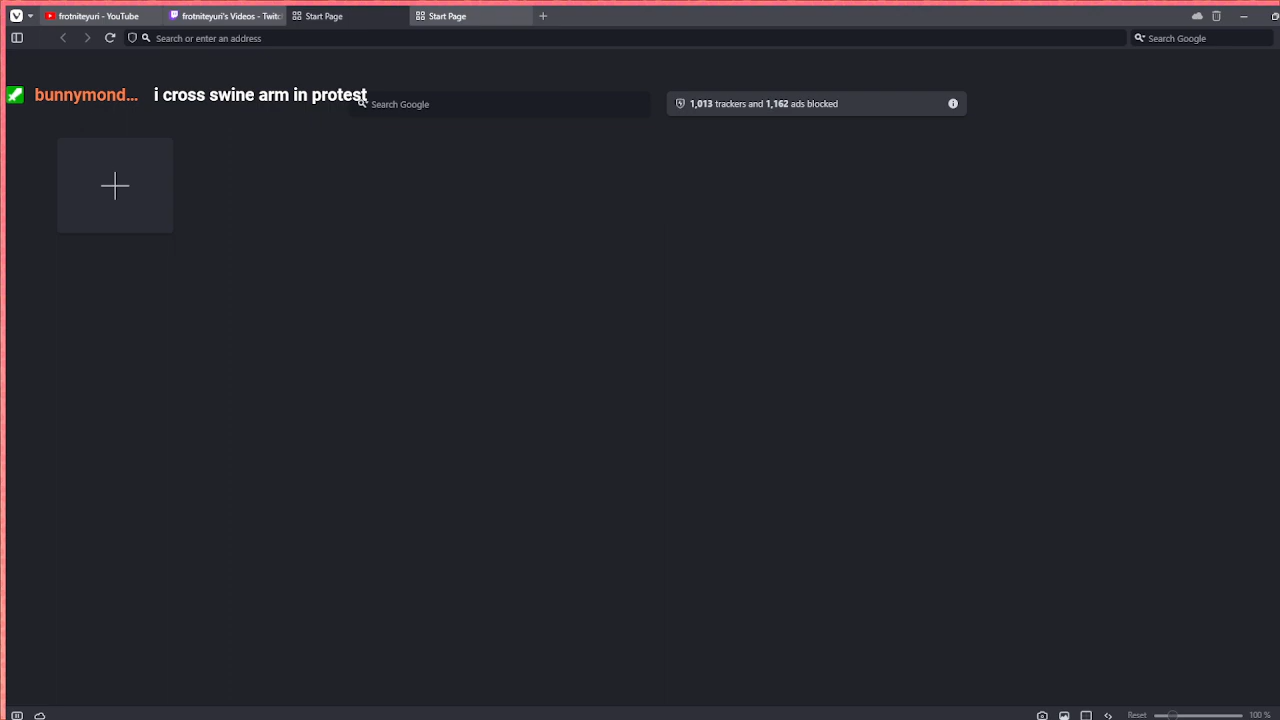 frotniteyuri - YouTube
frotniteyuri's Videos - Twitc
Start Page
Start Page
Search or enter an address
Search Google
bunnymond... i cross swine arm in protest
Search Google
1,013 trackers and 1,162 ads blocked
Reset
100 %